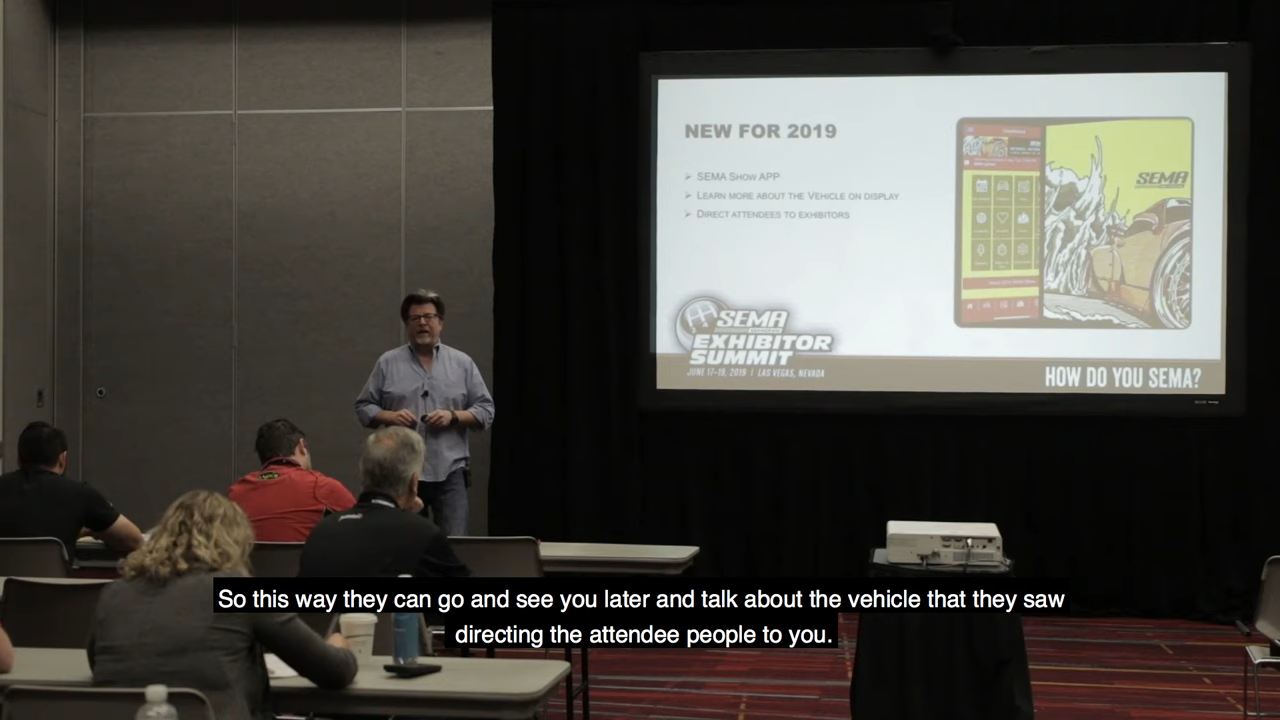 NEW FOR 2019
➢ SEMA SHOW APP
➢ LEARN MORE ABOUT THE VEHICLE ON DISPLAY
➢ DIRECT ATTENDEES TO EXHIBITORS
SEMA
SEMA
EXHIBITOR
SUMMIT
JUNE 17-19, 2019 | LAS VEGAS, NEVADA
HOW DO YOU SEMA?
So this way they can go and see you later and talk about the vehicle that they saw
directing the attendee people to you.